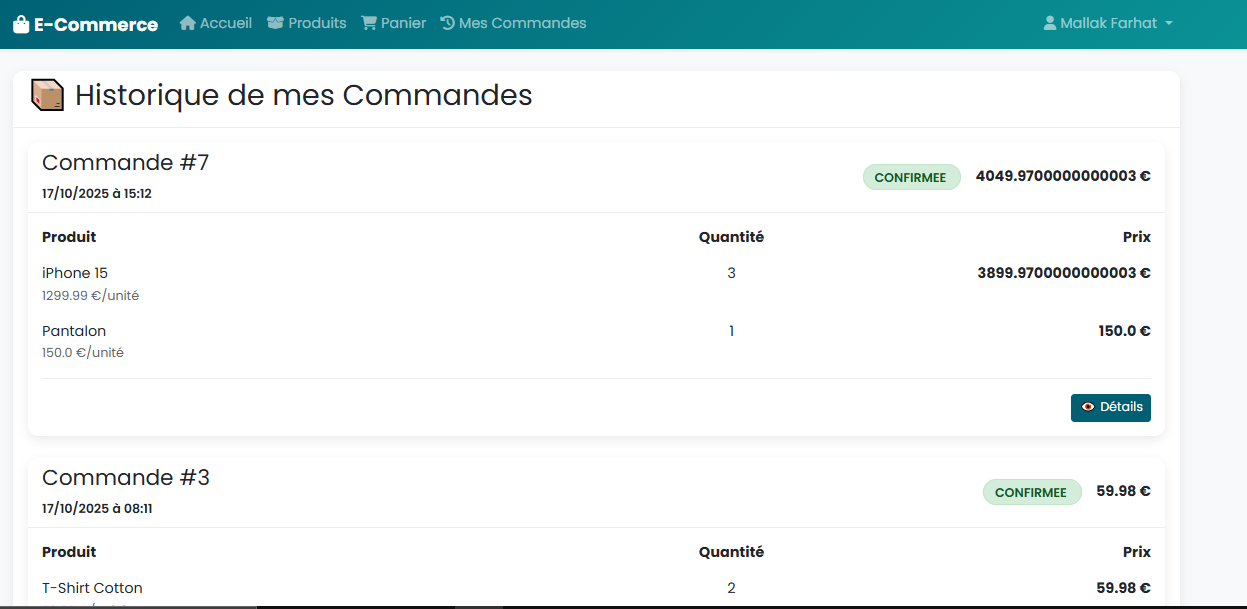 E-Commerce Accueil Produits Panier Mes Commandes Mallak Farhat
Historique de mes Commandes
Commande #7
CONFIRMEE 4049.9700000000003 €
17/10/2025 à 15:12
Produit Quantité Prix
iPhone 15 3 3899.9700000000003 €
1299.99 €/unité
Pantalon 1 150.0 €
150.0 €/unité
Détails
Commande #3
CONFIRMEE 59.98 €
17/10/2025 à 08:11
Produit Quantité Prix
T-Shirt Cotton 2 59.98 €